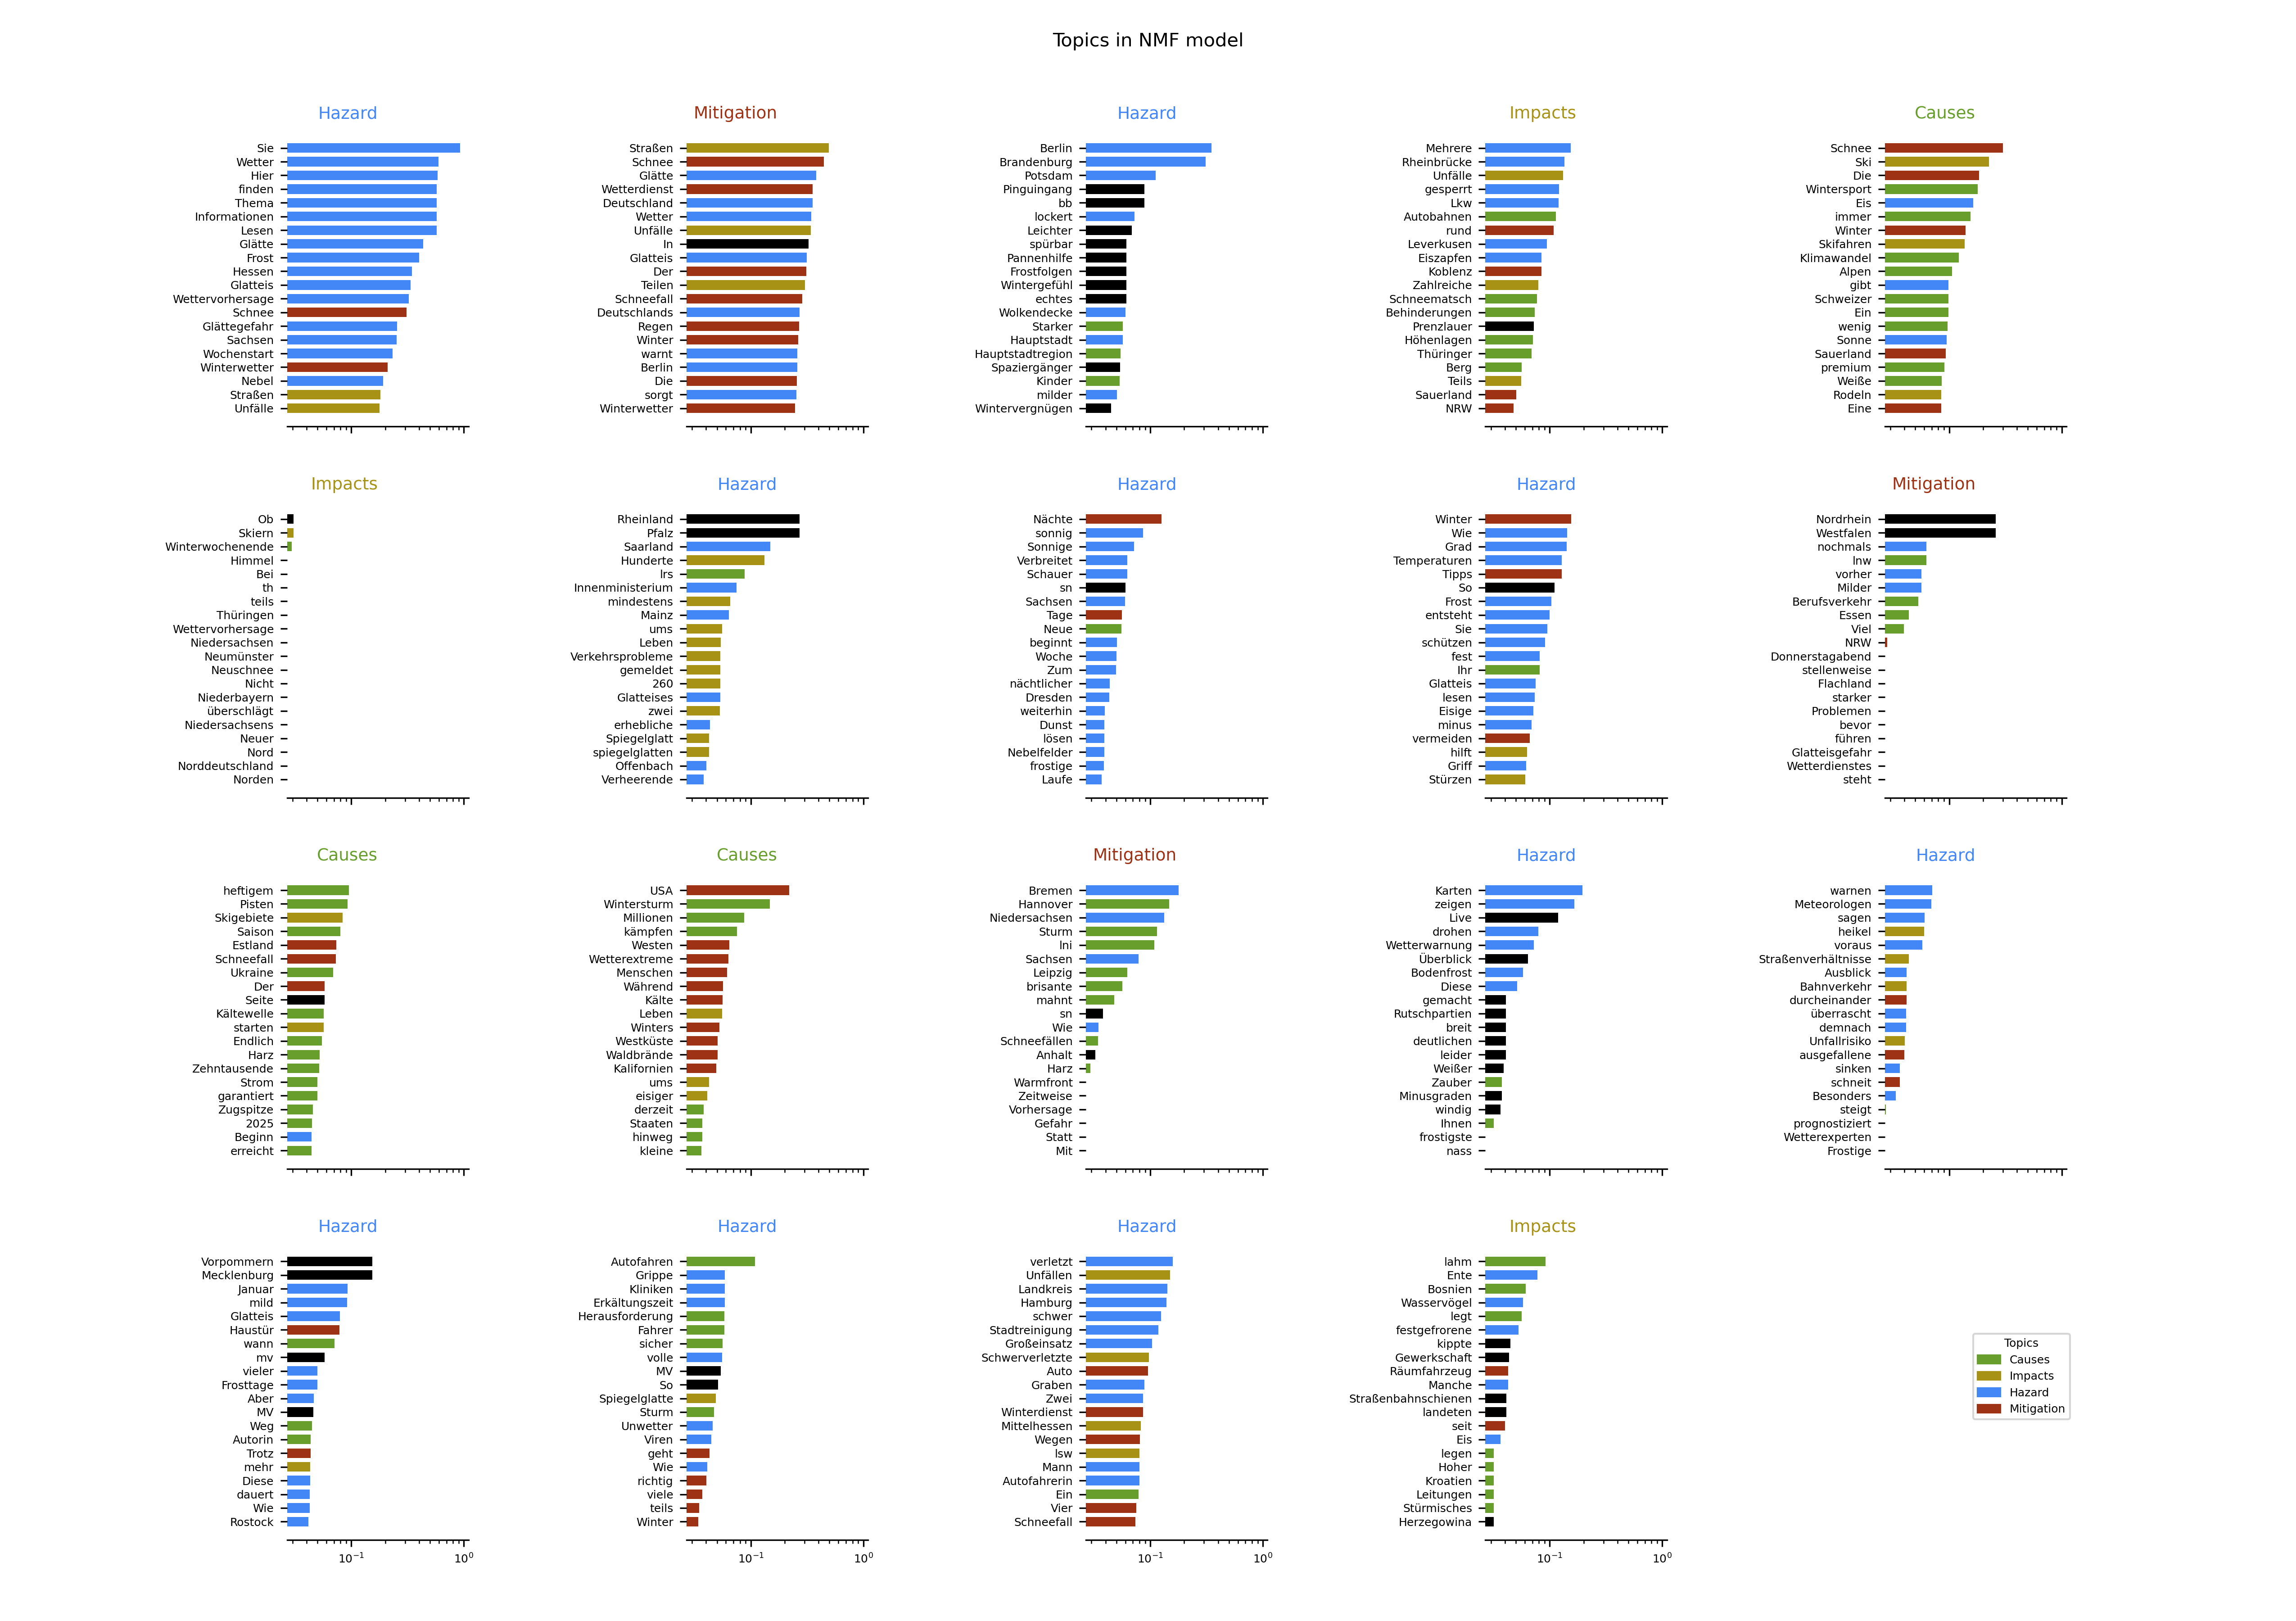 Topics in NMF model
Hazard
Sie
Wetter
Hier
finden
Thema
Informationen
Lesen
Glätte
Frost
Hessen
Glatteis
Wettervorhersage
Schnee
Glättegefahr
Sachsen
Wochenstart
Winterwetter
Nebel
Straßen
Unfälle
Mitigation
Straßen
Schnee
Glätte
Wetterdienst
Deutschland
Wetter
Unfälle
In
Glatteis
Der
Teilen
Schneefall
Deutschlands
Regen
Winter
warnt
Berlin
Die
sorgt
Winterwetter
Hazard
Berlin
Brandenburg
Potsdam
Pinguingang
bb
lockert
Leichter
spürbar
Pannenhilfe
Frostfolgen
Wintergefühl
echtes
Wolkendecke
Starker
Hauptstadt
Hauptstadtregion
Spaziergänger
Kinder
milder
Wintervergnügen
Impacts
Mehrere
Rheinbrücke
Unfälle
gesperrt
Lkw
Autobahnen
rund
Leverkusen
Eiszapfen
Koblenz
Zahlreiche
Schneematsch
Behinderungen
Prenzlauer
Höhenlagen
Thüringer
Berg
Teils
Sauerland
NRW
Causes
Schnee
Ski
Die
Wintersport
Eis
immer
Winter
Skifahren
Klimawandel
Alpen
gibt
Schweizer
Ein
wenig
Sonne
Sauerland
premium
Weiße
Rodeln
Eine
Impacts
Ob
Skiern
Winterwochenende
Himmel
Bei
th
teils
Thüringen
Wettervorhersage
Niedersachsen
Neumünster
Neuschnee
Nicht
Niederbayern
überschlägt
Niedersachsens
Neuer
Nord
Norddeutschland
Norden
Hazard
Rheinland
Pfalz
Saarland
Hunderte
lrs
Innenministerium
mindestens
Mainz
ums
Leben
Verkehrsprobleme
gemeldet
260
Glatteises
zwei
erhebliche
Spiegelglatt
spiegelglatten
Offenbach
Verheerende
Hazard
Nächte
sonnig
Sonnige
Verbreitet
Schauer
sn
Sachsen
Tage
Neue
beginnt
Woche
Zum
nächtlicher
Dresden
weiterhin
Dunst
lösen
Nebelfelder
frostige
Laufe
Hazard
Winter
Wie
Grad
Temperaturen
Tipps
So
Frost
entsteht
Sie
schützen
fest
Ihr
Glatteis
lesen
Eisige
minus
vermeiden
hilft
Griff
Stürzen
Mitigation
Nordrhein
Westfalen
nochmals
lnw
vorher
Milder
Berufsverkehr
Essen
Viel
NRW
Donnerstagabend
stellenweise
Flachland
starker
Problemen
bevor
führen
Glatteisgefahr
Wetterdienstes
steht
Causes
heftigem
Pisten
Skigebiete
Saison
Estland
Schneefall
Ukraine
Der
Seite
Kältewelle
starten
Endlich
Harz
Zehntausende
Strom
garantiert
Zugspitze
2025
Beginn
erreicht
Causes
USA
Wintersturm
Millionen
kämpfen
Westen
Wetterextreme
Menschen
Während
Kälte
Leben
Winters
Westküste
Waldbrände
Kalifornien
ums
eisiger
derzeit
Staaten
hinweg
kleine
Mitigation
Bremen
Hannover
Niedersachsen
Sturm
lni
Sachsen
Leipzig
brisante
mahnt
sn
Wie
Schneefällen
Anhalt
Harz
Warmfront
Zeitweise
Vorhersage
Gefahr
Statt
Mit
Hazard
Karten
zeigen
Live
drohen
Wetterwarnung
Überblick
Bodenfrost
Diese
gemacht
Rutschpartien
breit
deutlichen
leider
Weißer
Zauber
Minusgraden
windig
Ihnen
frostigste
nass
Hazard
warnen
Meteorologen
sagen
heikel
voraus
Straßenverhältnisse
Ausblick
Bahnverkehr
durcheinander
überrascht
demnach
Unfallrisiko
ausgefallene
sinken
schneit
Besonders
steigt
prognostiziert
Wetterexperten
Frostige
Hazard
Vorpommern
Mecklenburg
Januar
mild
Glatteis
Haustür
wann
mv
vieler
Frosttage
Aber
MV
Weg
Autorin
Trotz
mehr
Diese
dauert
Wie
Rostock
10⁻¹ 10⁰
Hazard
Autofahren
Grippe
Kliniken
Erkältungszeit
Herausforderung
Fahrer
sicher
volle
MV
So
Spiegelglatte
Sturm
Unwetter
Viren
geht
Wie
richtig
viele
teils
Winter
10⁻¹ 10⁰
Hazard
verletzt
Unfällen
Landkreis
Hamburg
schwer
Stadtreinigung
Großeinsatz
Schwerverletzte
Auto
Graben
Zwei
Winterdienst
Mittelhessen
Wegen
lsw
Mann
Autofahrerin
Ein
Vier
Schneefall
10⁻¹ 10⁰
Impacts
lahm
Ente
Bosnien
Wasservögel
legt
festgefrorene
kippte
Gewerkschaft
Räumfahrzeug
Manche
Straßenbahnschienen
landeten
seit
Eis
legen
Hoher
Kroatien
Leitungen
Stürmisches
Herzegowina
10⁻¹ 10⁰
Topics
Causes
Impacts
Hazard
Mitigation